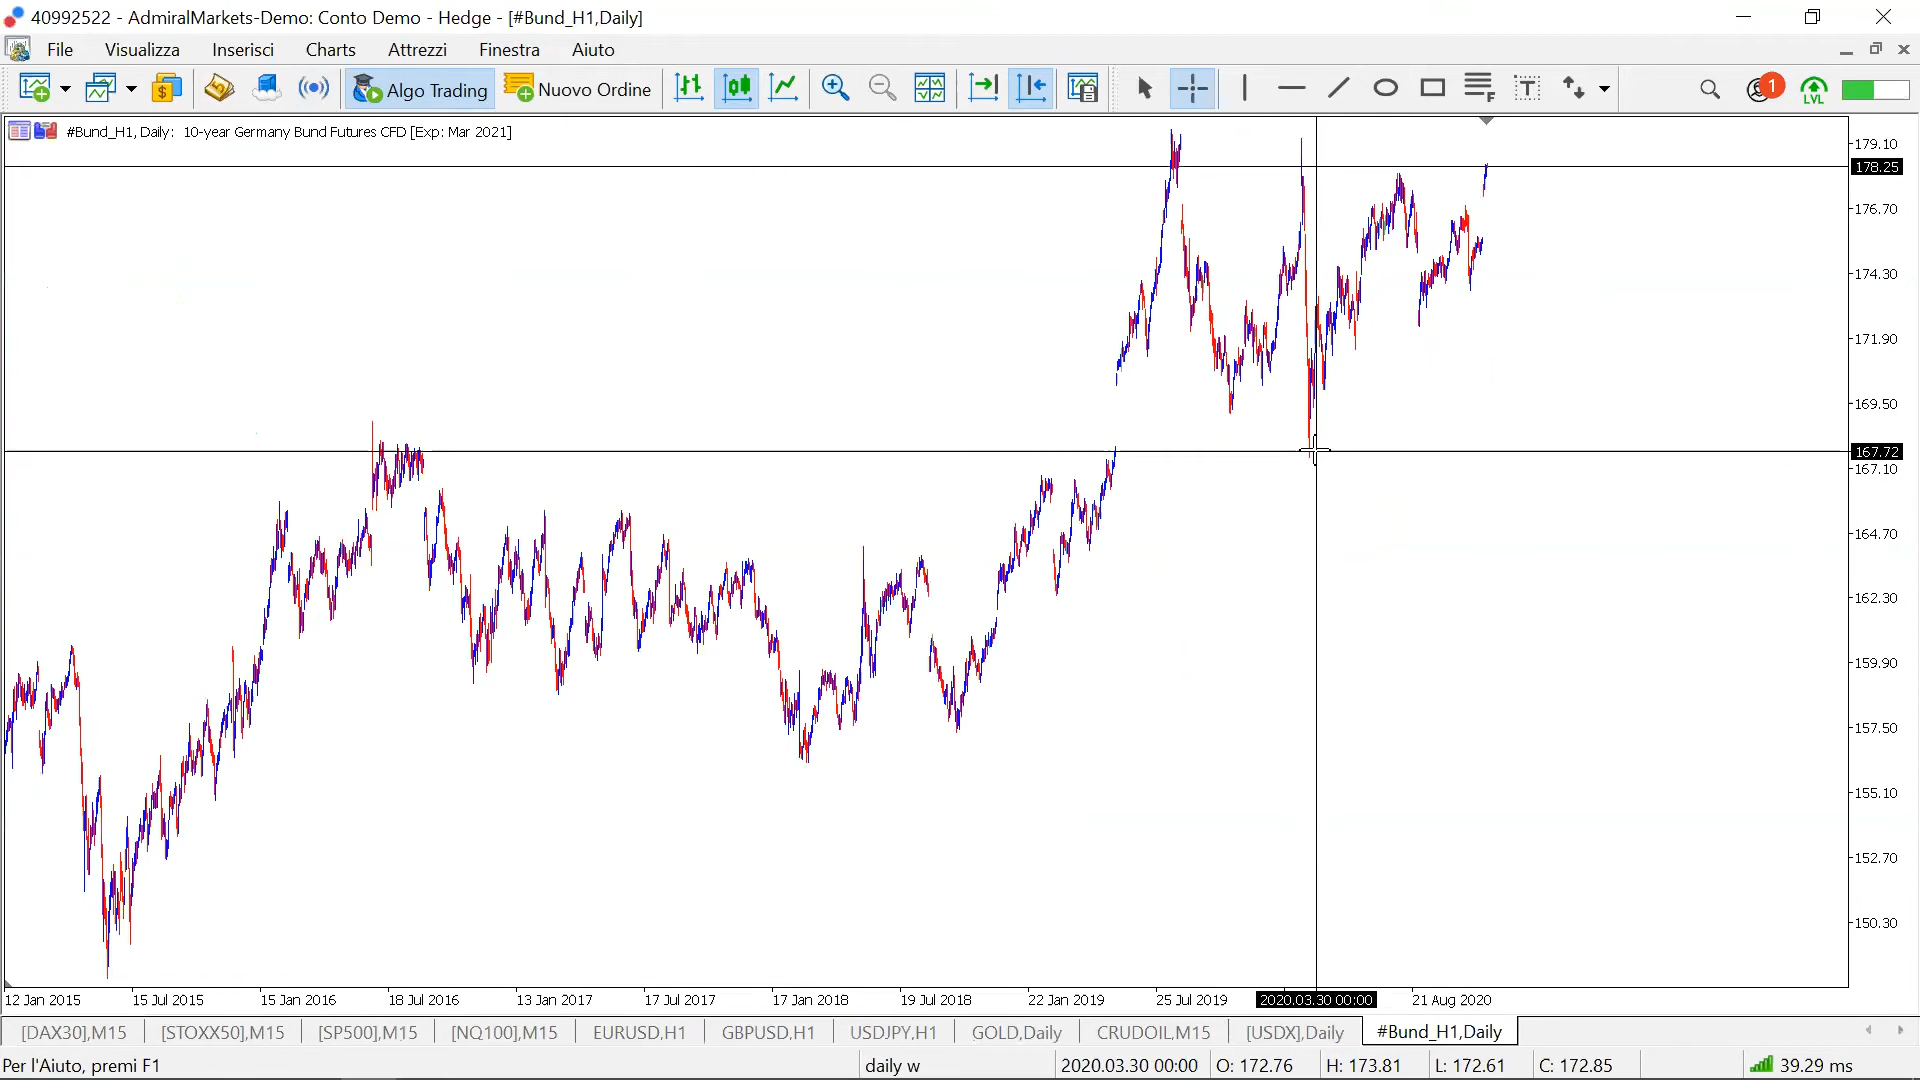 40992522 - AdmiralMarkets-Demo: Conto Demo - Hedge - [#Bund_H1,Daily]
File Visualizza Inserisci Charts Attrezzi Finestra Aiuto
$ Algo Trading Nuovo Ordine F T 1 LVL
#Bund_H1, Daily: 10-year Germany Bund Futures CFD [Exp: Mar 2021]
179.10
178.25
176.70
174.30
171.90
169.50
167.72
167.10
164.70
162.30
159.90
157.50
155.10
152.70
150.30
12 Jan 2015 15 Jul 2015 15 Jan 2016 18 Jul 2016 13 Jan 2017 17 Jul 2017 17 Jan 2018 19 Jul 2018 22 Jan 2019 25 Jul 2019 2020.03.30 00:00 21 Aug 2020
[DAX30],M15 [STOXX50],M15 [SP500],M15 [NQ100],M15 EURUSD,H1 GBPUSD,H1 USDJPY,H1 GOLD,Daily CRUDOIL,M15 [USDX],Daily #Bund_H1,Daily
Per l'Aiuto, premi F1 daily w 2020.03.30 00:00 O: 172.76 H: 173.81 L: 172.61 C: 172.85 39.29 ms